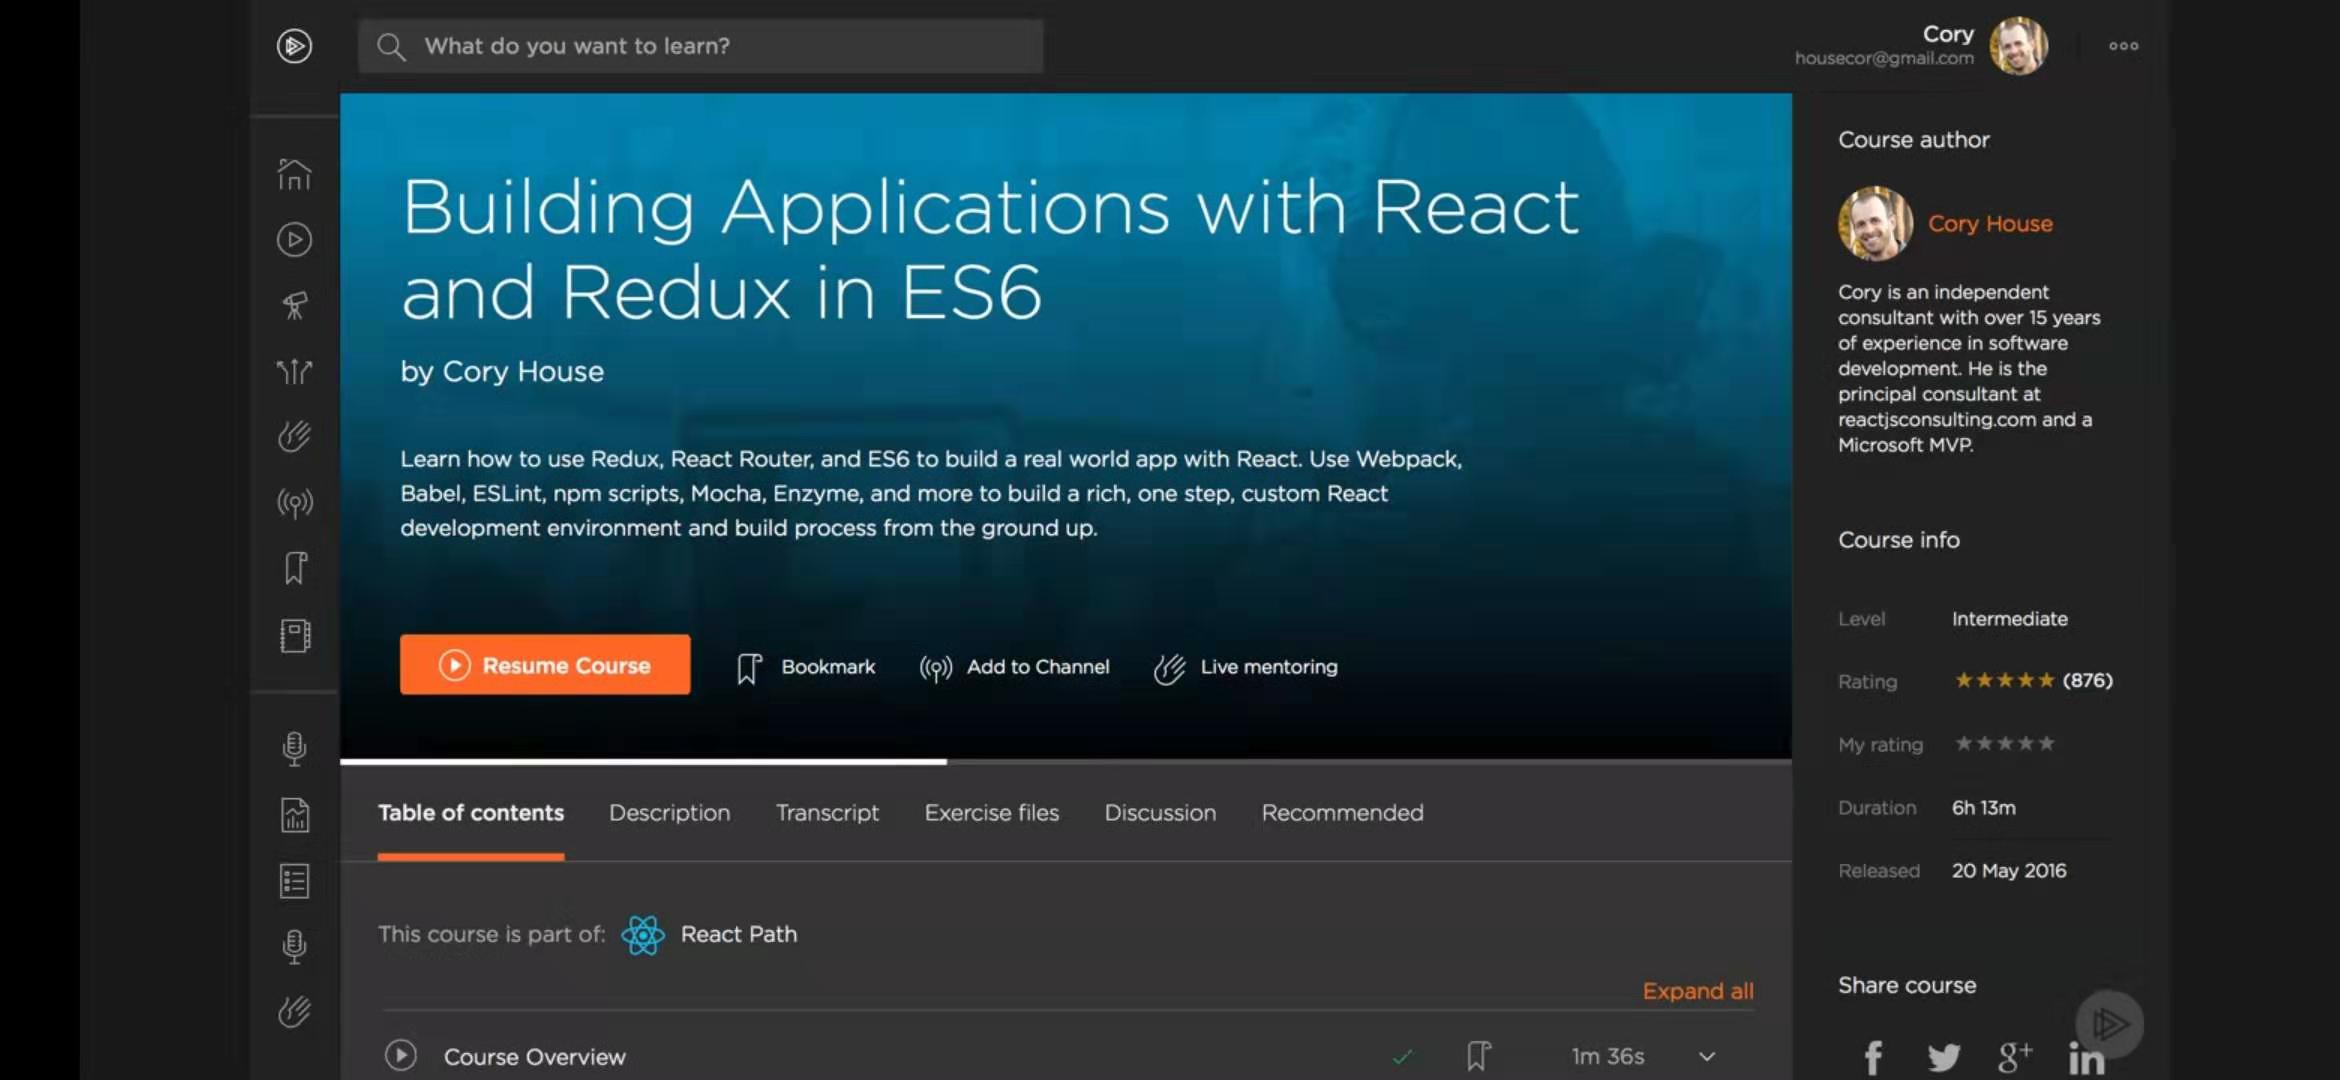 What do you want to learn?
Cory
housecor@gmail.com
Building Applications with React
and Redux in ES6
by Cory House
Learn how to use Redux, React Router, and ES6 to build a real world app with React. Use Webpack,
Babel, ESLint, npm scripts, Mocha, Enzyme, and more to build a rich, one step, custom React
development environment and build process from the ground up.
Resume Course
Bookmark
Add to Channel
Live mentoring
Table of contents
Description
Transcript
Exercise files
Discussion
Recommended
This course is part of:
React Path
Expand all
Course Overview
1m 36s
Course author
Cory House
Cory is an independent
consultant with over 15 years
of experience in software
development. He is the
principal consultant at
reactjsconsulting.com and a
Microsoft MVP.
Course info
Level Intermediate
Rating ★★★★★ (876)
My rating ★★★★★
Duration 6h 13m
Released 20 May 2016
Share course
f
g+
in